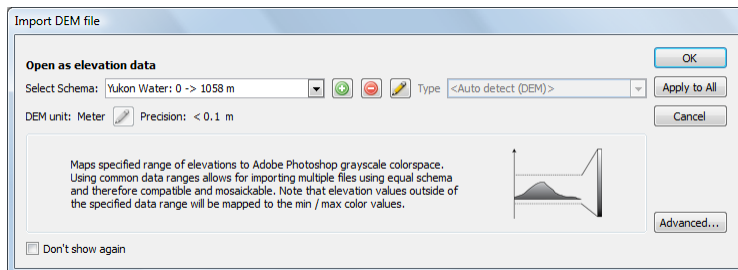 Import DEM file
Open as elevation data
OK
Select Schema: Yukon Water: 0 -> 1058 m Type <Auto detect (DEM)> Apply to All
DEM unit: Meter Precision: < 0.1 m Cancel
Maps specified range of elevations to Adobe Photoshop grayscale colorspace.
Using common data ranges allows for importing multiple files using equal schema
and therefore compatible and mosaickable. Note that elevation values outside of
the specified data range will be mapped to the min / max color values.
Advanced...
Don't show again